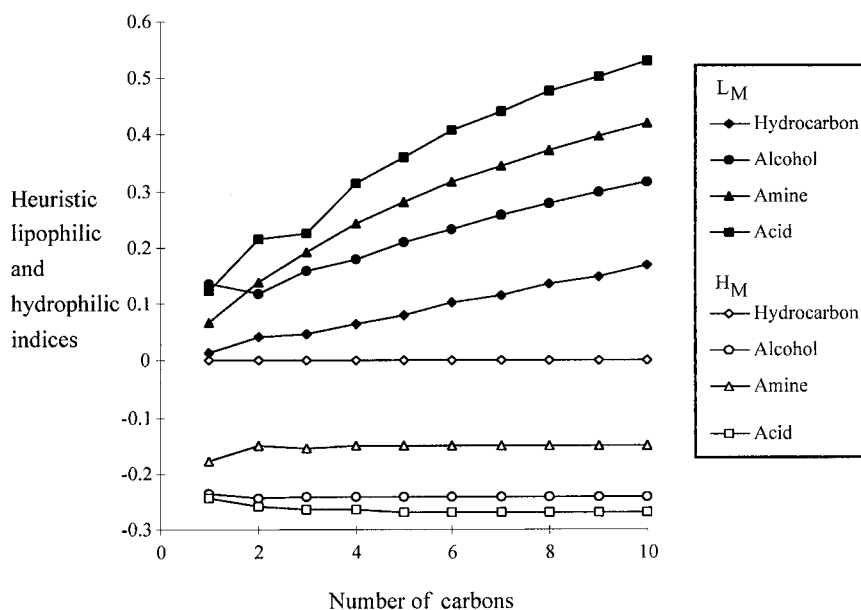 0.6
0.5
0.4
0.3
0.2
0.1
0
-0.1
-0.2
-0.3
Heuristic
lipophilic
and
hydrophilic
indices
0 2 4 6 8 10
Number of carbons
LM
Hydrocarbon
Alcohol
Amine
Acid
HM
Hydrocarbon
Alcohol
Amine
Acid